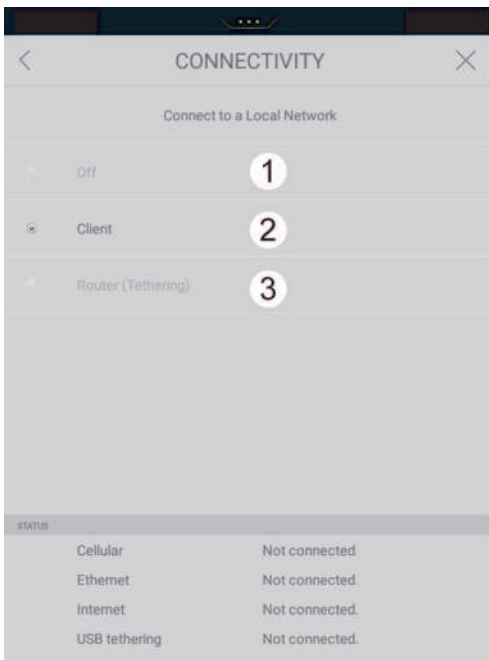 CONNECTIVITY
Connect to a Local Network
Off 1
Client 2
Router (Tethering) 3
STATUS
Cellular Not connected
Ethernet Not connected.
Internet Not connected.
USB tethering Not connected.